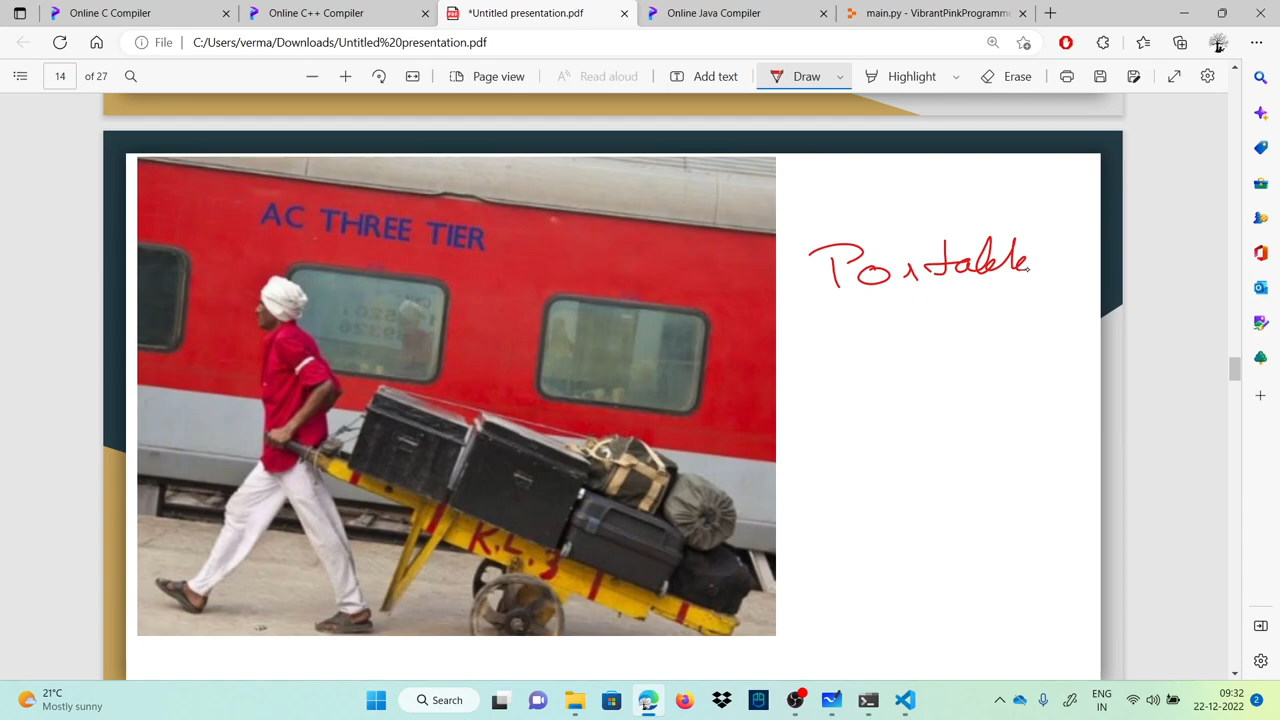 Online C Compiler
Online C++ Compiler
*Untitled presentation.pdf
Online Java Compiler
main.py - VibrantPinkProgramm
File
C:/Users/verma/Downloads/Untitled%20presentation.pdf
14 of 27
Page view
Read aloud
Add text
Draw
Highlight
Erase
AC THREE TIER
Portable
R.L.3
21°C
Mostly sunny
Search
ENG
IN
09:32
22-12-2022
2